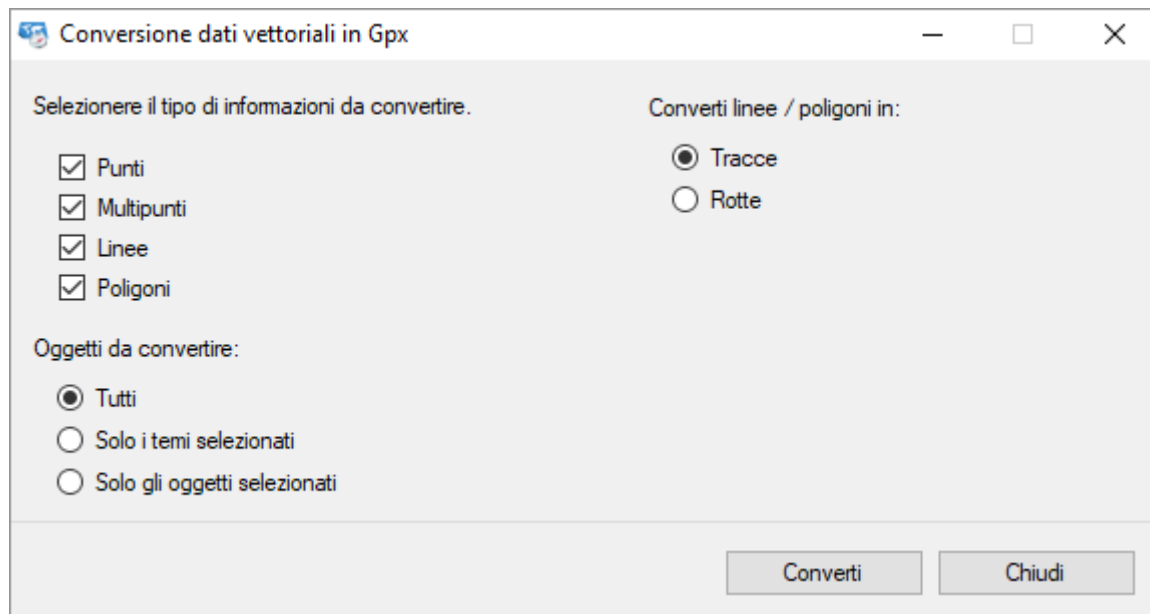 Conversione dati vettoriali in Gpx
Selezionere il tipo di informazioni da convertire.
Punti
Multipunti
Linee
Poligoni
Oggetti da convertire:
Tutti
Solo i temi selezionati
Solo gli oggetti selezionati
Converti linee / poligoni in:
Tracce
Rotte
Converti
Chiudi